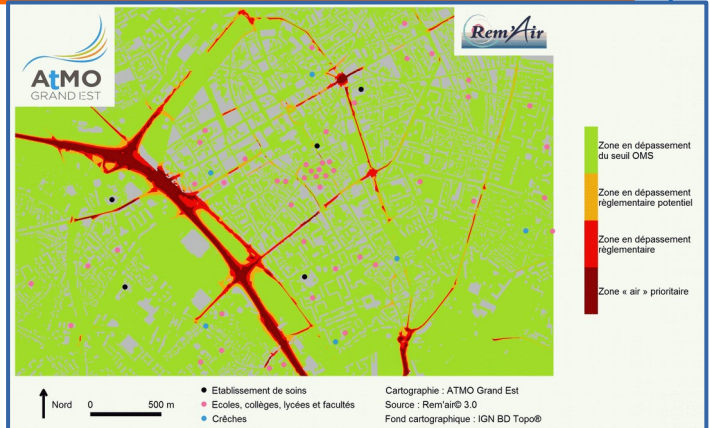 AtMO
GRAND EST
Rem'Air
Zone en dépassement
du seuil OMS
Zone en dépassement
règlementaire potentiel
Zone en dépassement
règlementaire
Zone « air » prioritaire
Nord 0 500 m
Etablissement de soins
Ecoles, collèges, lycées et facultés
Crêches
Cartographie : ATMO Grand Est
Source : Rem'air© 3.0
Fond cartographique : IGN BD Topo®